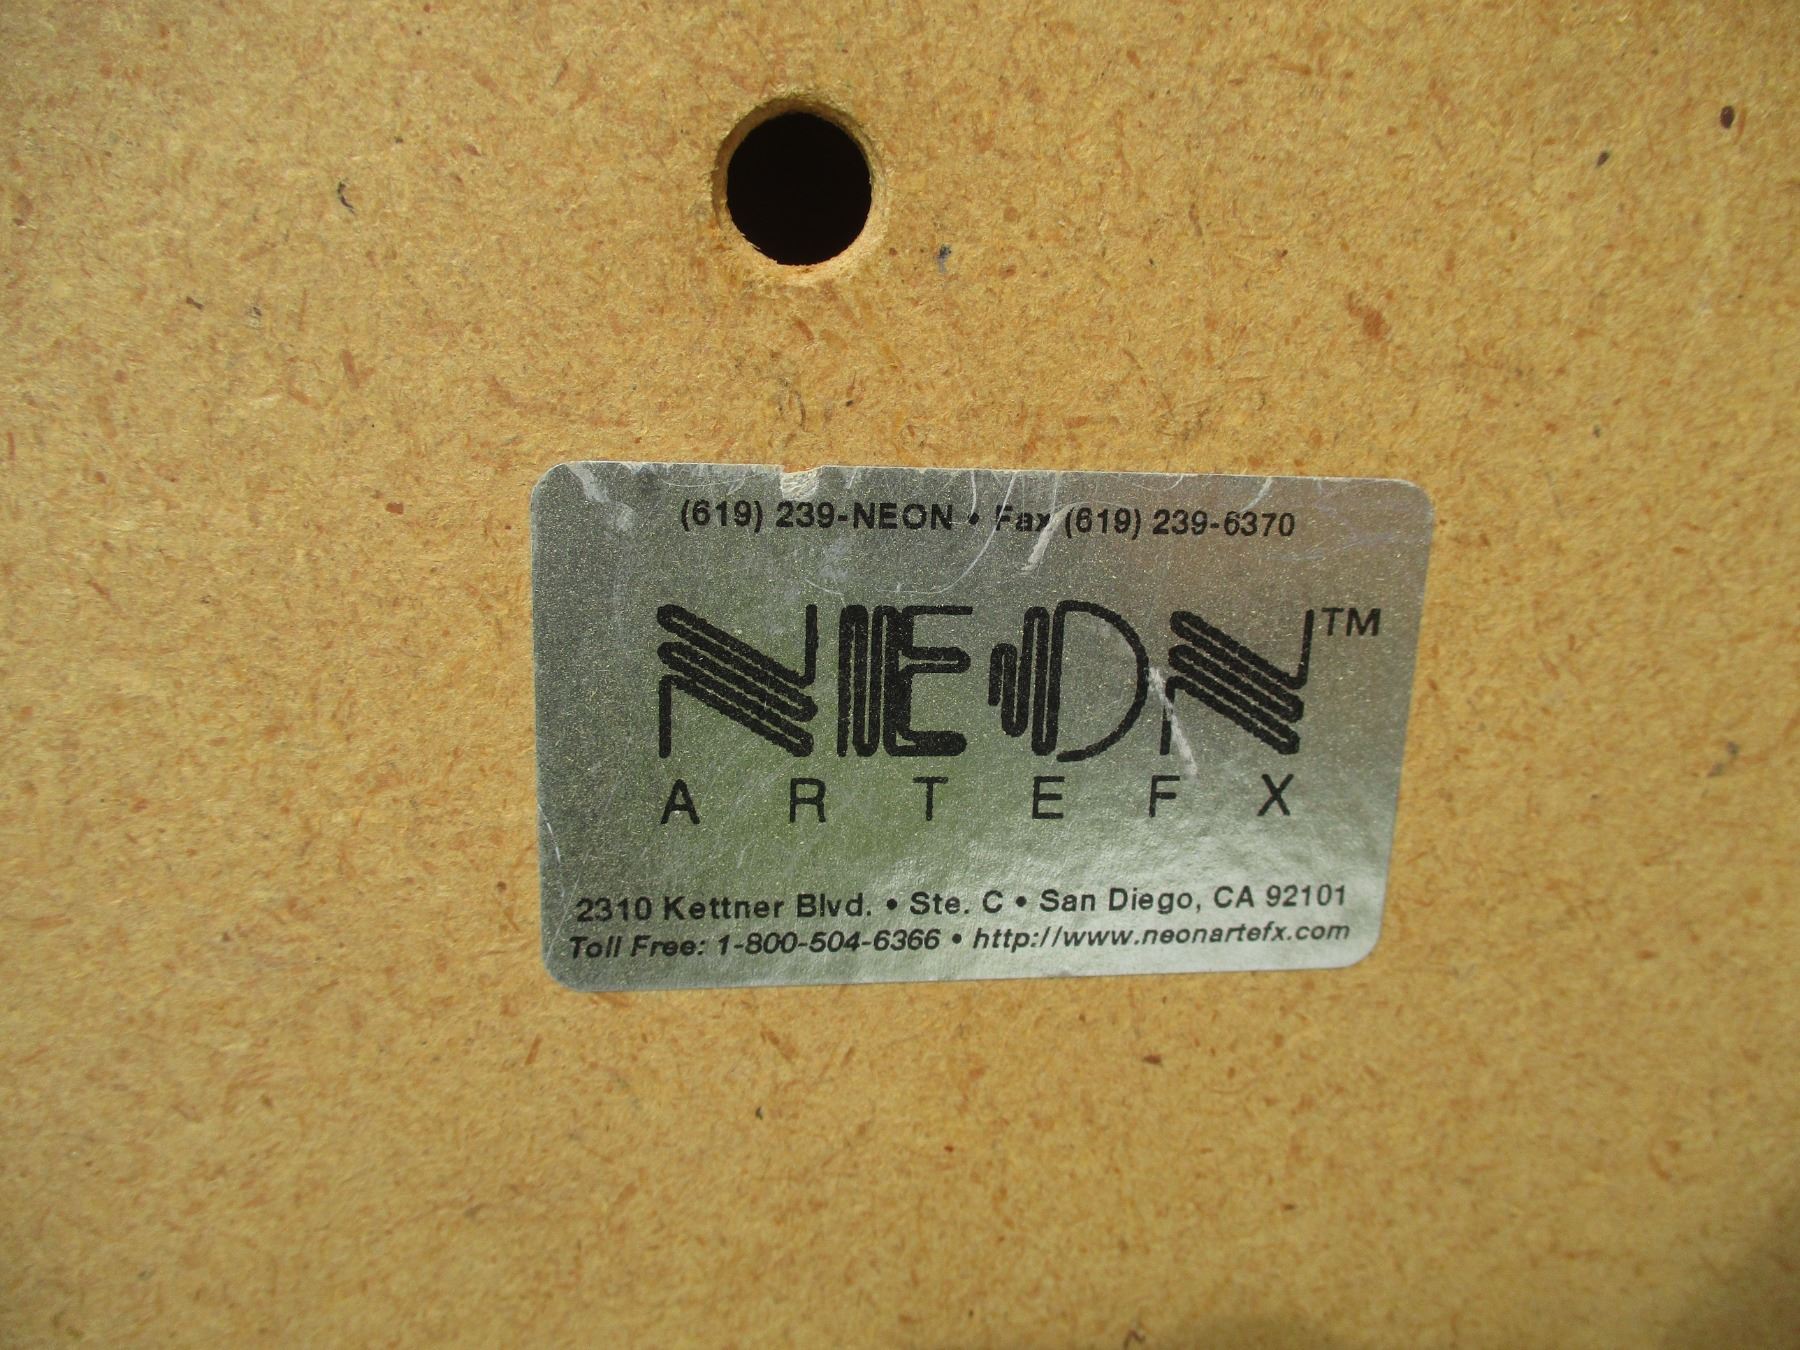 (619) 239-NEON • Fax (619) 239-6370
NEON™
ARTEFX
2310 Kettner Blvd. • Ste. C • San Diego, CA 92101
Toll Free: 1-800-504-6366 • http://www.neonartefx.com